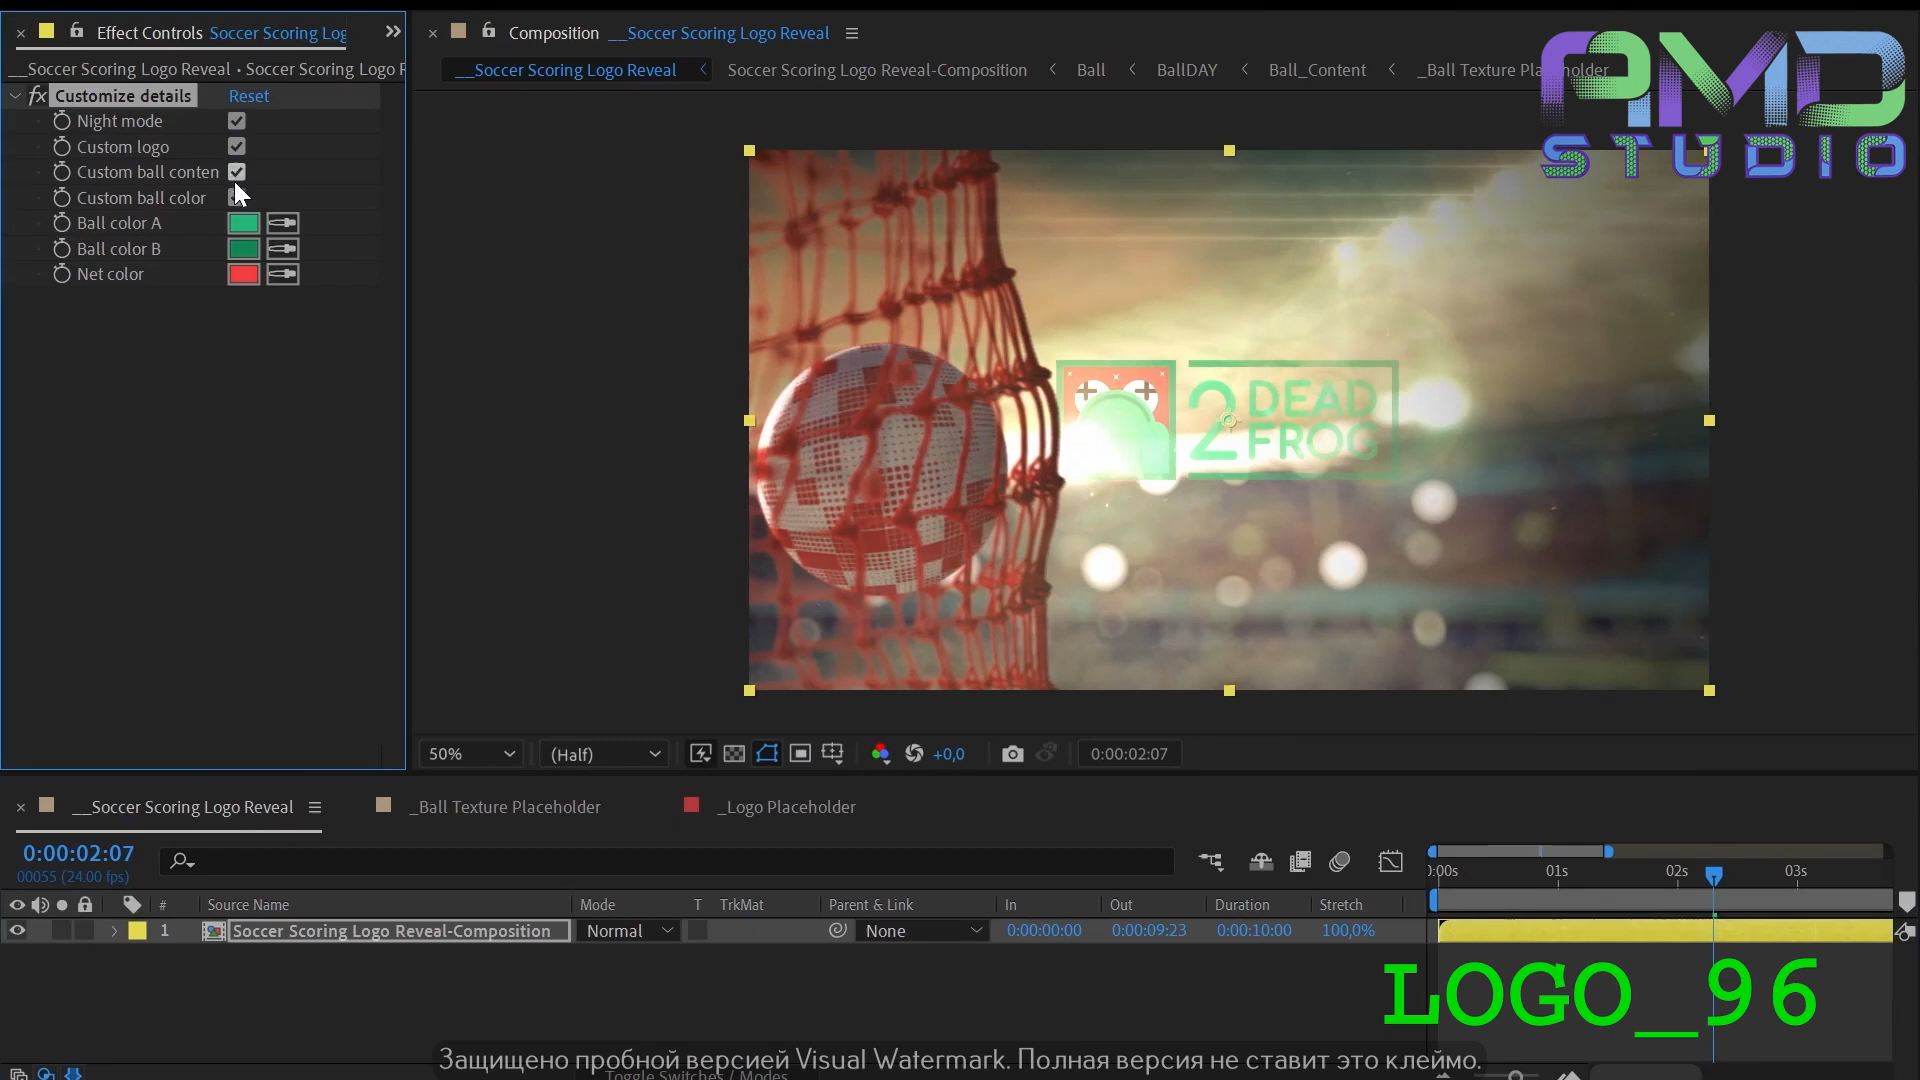 Effect Controls Soccer Scoring Log
__Soccer Scoring Logo Reveal • Soccer Scoring Logo R
fx Customize details Reset
Night mode
Custom logo
Custom ball conten
Custom ball color
Ball color A
Ball color B
Net color
Composition __Soccer Scoring Logo Reveal
__Soccer Scoring Logo Reveal Soccer Scoring Logo Reveal-Composition Ball BallDAY Ball_Content _Ball Texture Placeholder
AMD
STUDIO
2 DEAD
FROG
50% (Half) +0,0 0:00:02:07
__Soccer Scoring Logo Reveal _Ball Texture Placeholder _Logo Placeholder
0:00:02:07
00055 (24.00 fps)
0:00s 01s 02s 03s
# Source Name Mode T TrkMat Parent & Link In Out Duration Stretch
1 Soccer Scoring Logo Reveal-Composition Normal None 0:00:00:00 0:00:09:23 0:00:10:00 100,0%
LOGO_96
Защищено пробной версией Visual Watermark. Полная версия не ставит это клеймо.
Toggle Switches / Modes